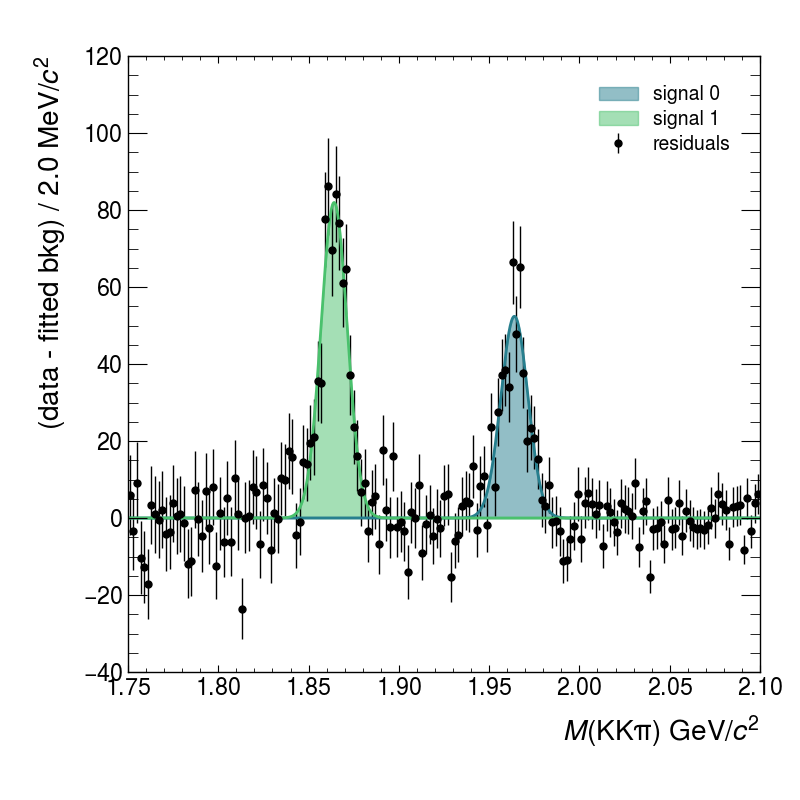 (data - fitted bkg) / 2.0 MeV/c²
120
100
80
60
40
20
0
−20
−40
signal 0
signal 1
residuals
1.75 1.80 1.85 1.90 1.95 2.00 2.05 2.10
M(KKπ) GeV/c²